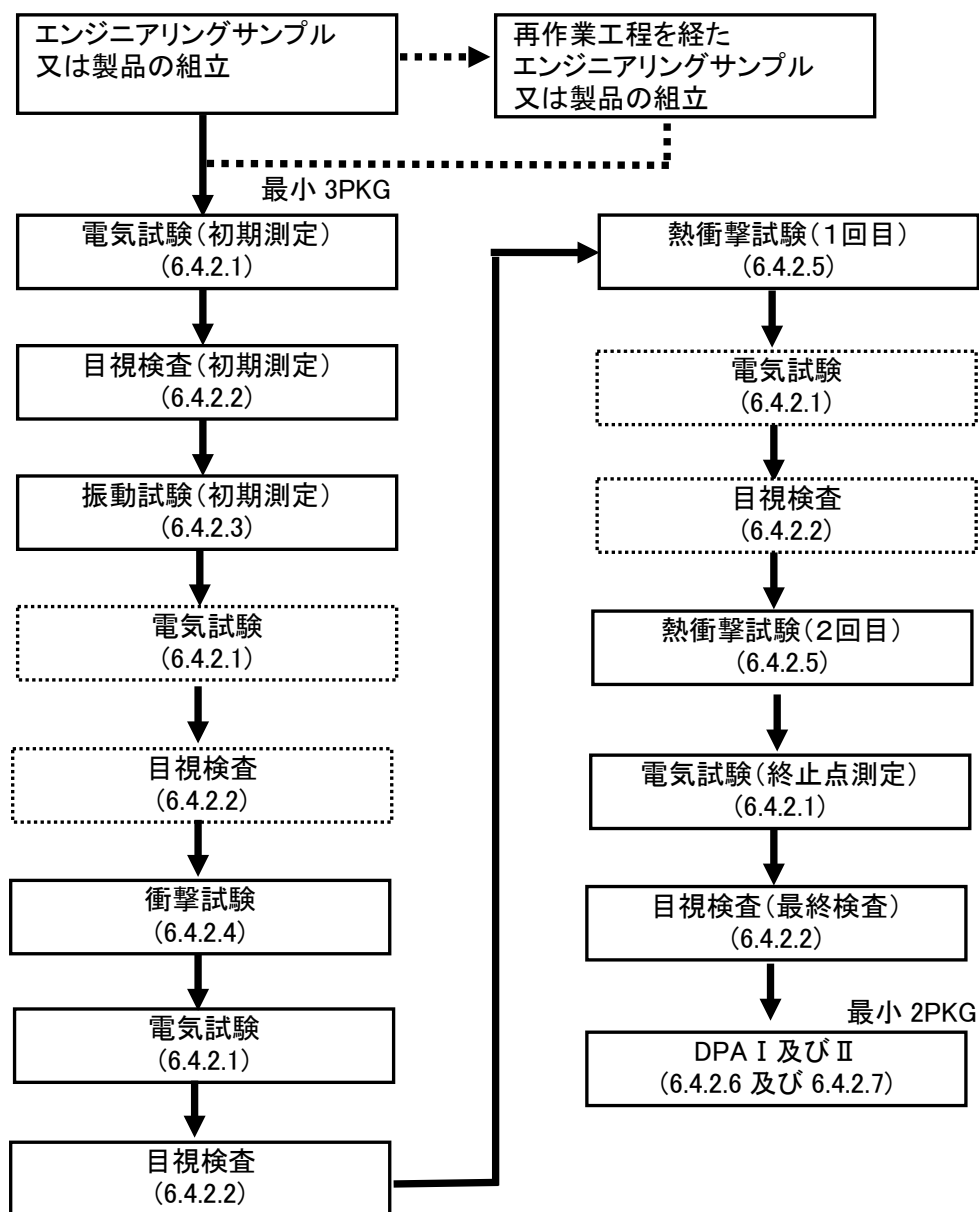 エンジニアリングサンプル
又は製品の組立
再作業工程を経た
エンジニアリングサンプル
又は製品の組立
最小 3PKG
電気試験(初期測定)
(6.4.2.1)
目視検査(初期測定)
(6.4.2.2)
振動試験(初期測定)
(6.4.2.3)
電気試験
(6.4.2.1)
目視検査
(6.4.2.2)
衝撃試験
(6.4.2.4)
電気試験
(6.4.2.1)
目視検査
(6.4.2.2)
熱衝撃試験(1回目)
(6.4.2.5)
電気試験
(6.4.2.1)
目視検査
(6.4.2.2)
熱衝撃試験(2回目)
(6.4.2.5)
電気試験(終止点測定)
(6.4.2.1)
目視検査(最終検査)
(6.4.2.2)
最小 2PKG
DPA Ⅰ 及び Ⅱ
(6.4.2.6 及び 6.4.2.7)